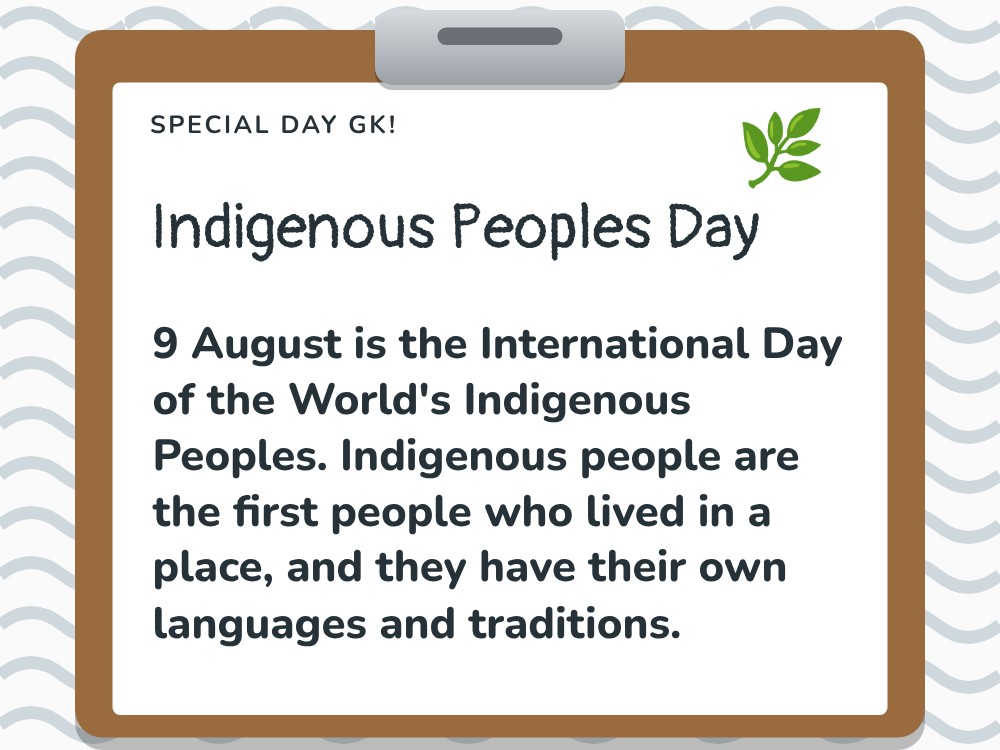 SPECIAL DAY GK!
Indigenous Peoples Day
9 August is the International Day
of the World's Indigenous
Peoples. Indigenous people are
the first people who lived in a
place, and they have their own
languages and traditions.